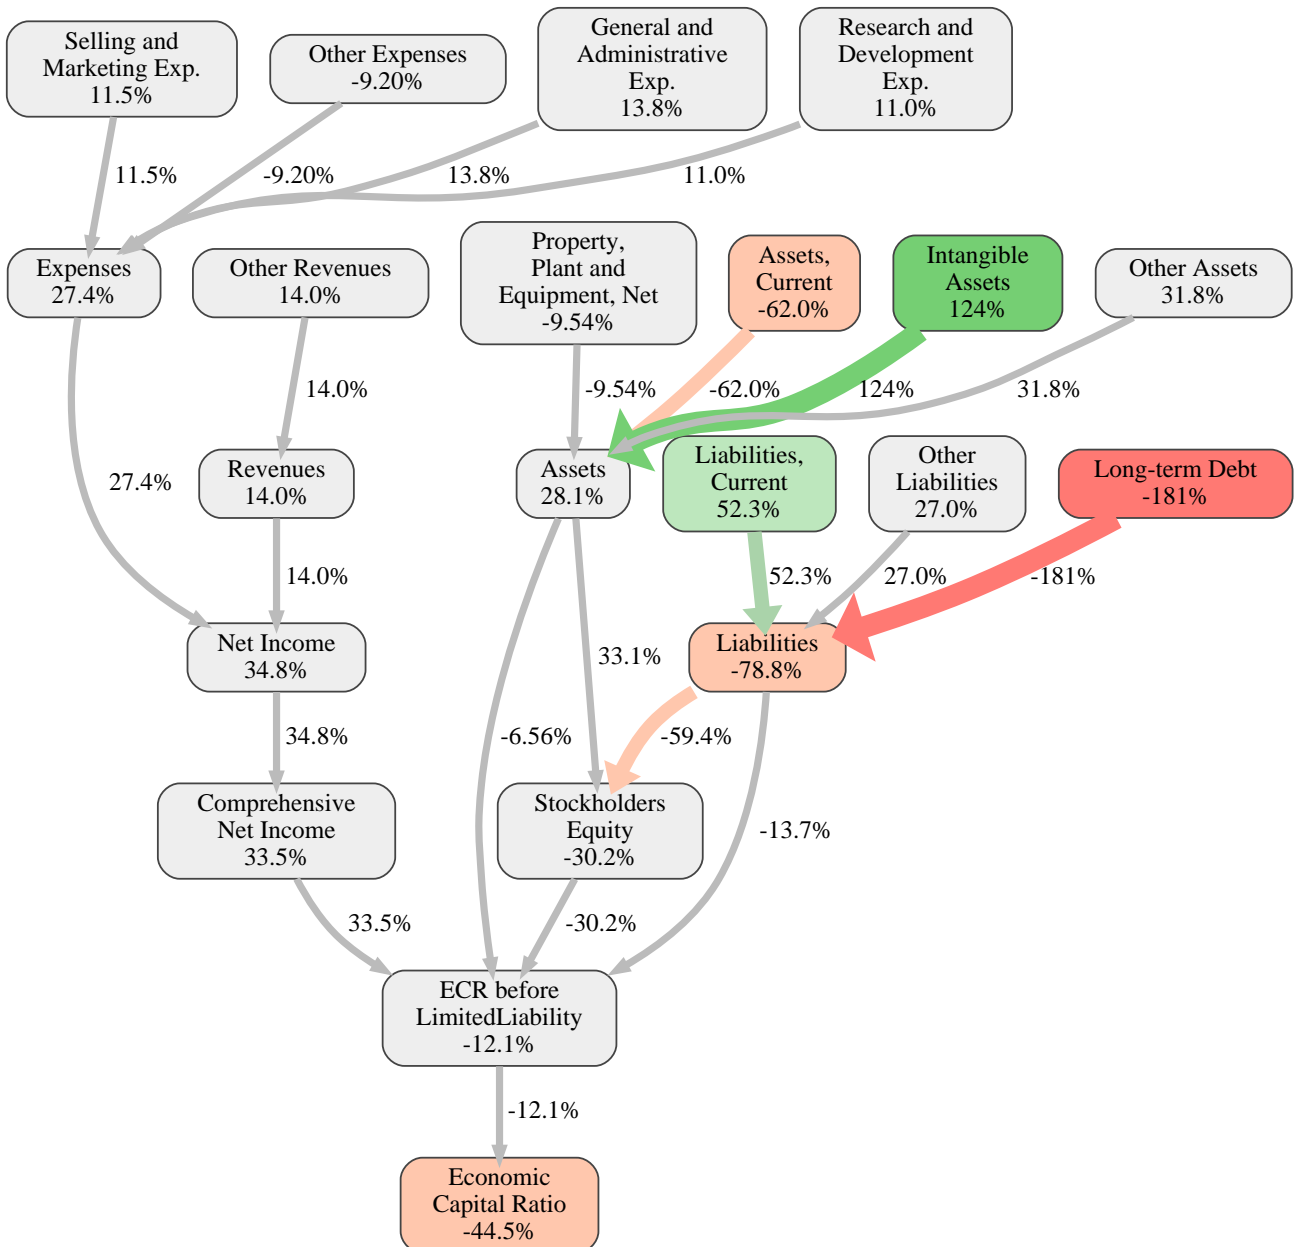 Selling and
Marketing Exp.
11.5%
Other Expenses
-9.20%
General and
Administrative
Exp.
13.8%
Research and
Development
Exp.
11.0%
11.5%
-9.20%
13.8%
11.0%
Expenses
27.4%
Other Revenues
14.0%
Property,
Plant and
Equipment, Net
-9.54%
Assets,
Current
-62.0%
Intangible
Assets
124%
Other Assets
31.8%
14.0%
-9.54%
-62.0%
124%
31.8%
27.4%
Revenues
14.0%
Assets
28.1%
Liabilities,
Current
52.3%
Other
Liabilities
27.0%
Long-term Debt
-181%
14.0%
52.3%
27.0%
-181%
Net Income
34.8%
33.1%
Liabilities
-78.8%
34.8%
-6.56%
-59.4%
Comprehensive
Net Income
33.5%
Stockholders
Equity
-30.2%
-13.7%
33.5%
-30.2%
ECR before
LimitedLiability
-12.1%
-12.1%
Economic
Capital Ratio
-44.5%